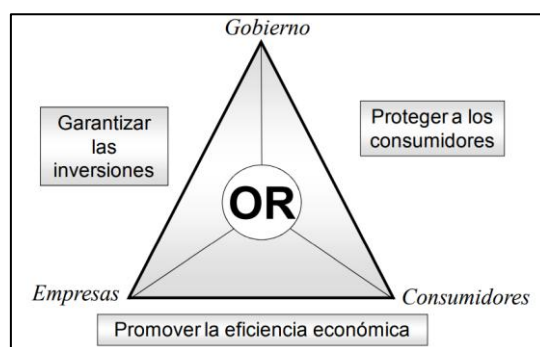 Gobierno
Garantizar
las
inversiones
Proteger a los
consumidores
OR
Empresas
Consumidores
Promover la eficiencia económica